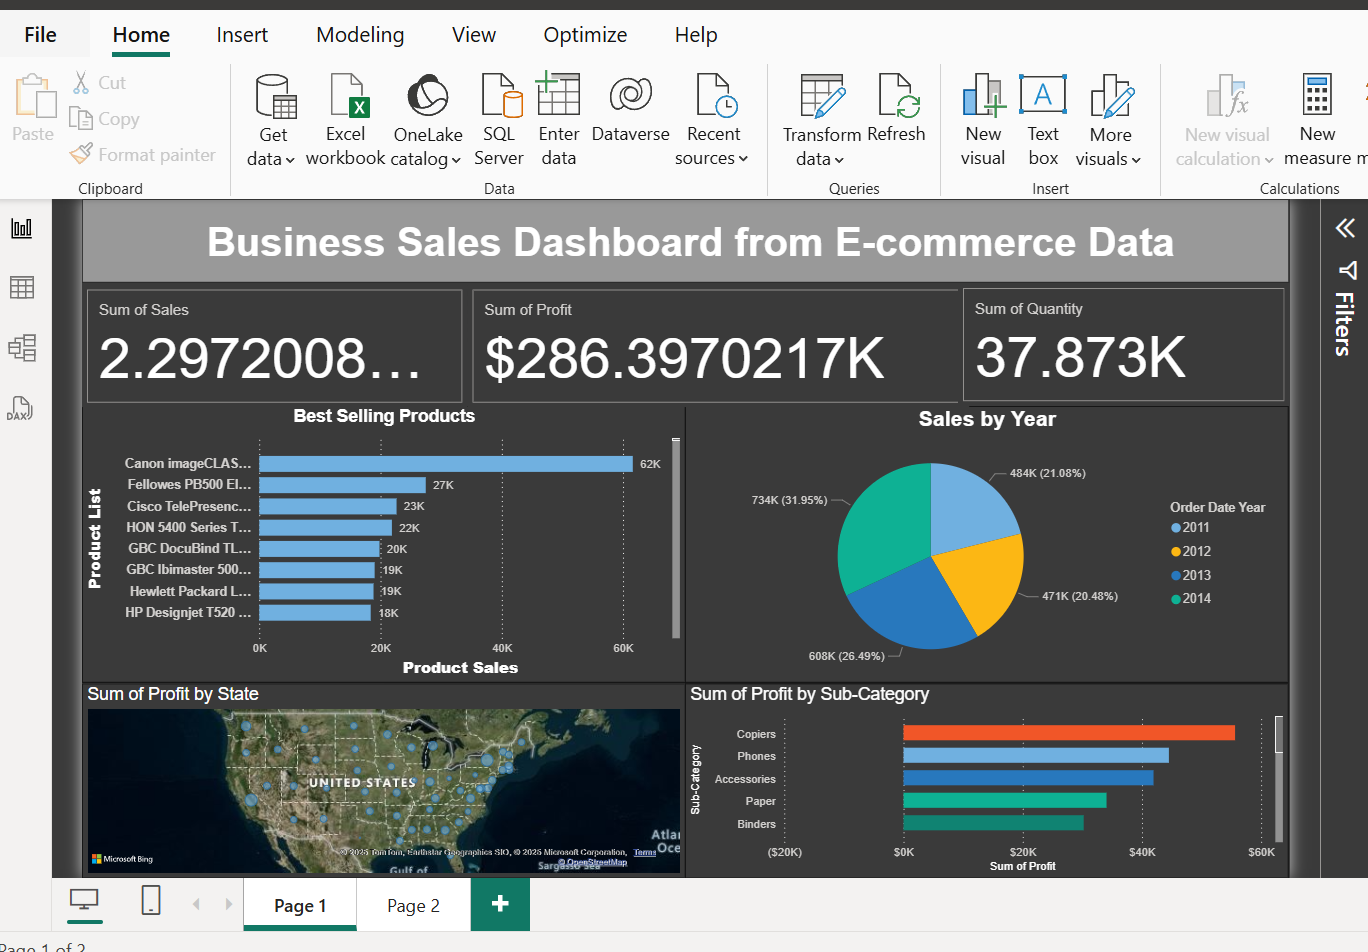 File Home Insert Modeling View Optimize Help
Paste
Cut
Copy
Format painter
Clipboard
Get data
Excel workbook
OneLake catalog
SQL Server
Enter data
Dataverse
Recent sources
Data
Transform data
Refresh
Queries
New visual
Text box
More visuals
Insert
New visual calculation
New measure
Calculations
DAX
Business Sales Dashboard from E-commerce Data
Sum of Sales
2.2972008...
Sum of Profit
$286.3970217K
Sum of Quantity
37.873K
Filters
Best Selling Products
Product List
Canon imageCLAS... 62K
Fellowes PB500 El... 27K
Cisco TelePresenc... 23K
HON 5400 Series T... 22K
GBC DocuBind TL... 20K
GBC Ibimaster 500... 19K
Hewlett Packard L... 19K
HP Designjet T520 ... 18K
0K 20K 40K 60K
Product Sales
Sales by Year
484K (21.08%)
734K (31.95%)
471K (20.48%)
608K (26.49%)
Order Date Year
2011
2012
2013
2014
Sum of Profit by State
UNITED STATES
Microsoft Bing
© 2025 TomTom, Earthstar Geographics SIO, © 2025 Microsoft Corporation, Terms
© OpenStreetMap
Gulf of
Sargasso Sea
Sum of Profit by Sub-Category
Sub-Category
Copiers
Phones
Accessories
Paper
Binders
($20K) $0K $20K $40K $60K
Sum of Profit
Page 1 Page 2 +
Page 1 of 2